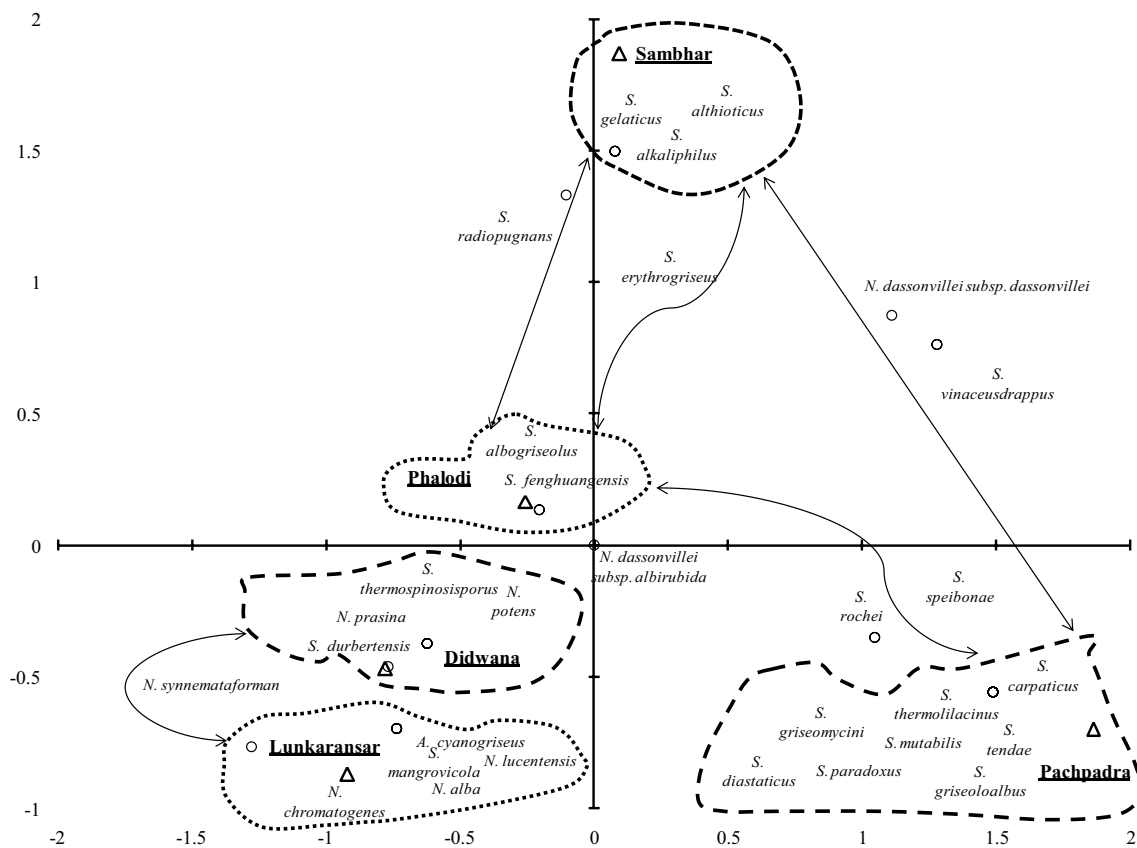 2
Sambhar
S.
althioticus
S.
gelaticus
S.
alkaliphilus
1.5
S.
radiopugnans
S.
erythrogriseus
1
N. dassonvillei subsp. dassonvillei
S.
vinaceusdrappus
0.5
S.
albogriseolus
Phalodi
S. fenghuangensis
0
-2
-1.5
-1
-0.5
0
0.5
1
1.5
2
N. dassonvillei
subsp. albirubida
S.
thermospinosisporus
N.
potens
N. prasina
S. durbertensis
Didwana
S.
rochei
S.
speibonae
-0.5
N. synnemataforman
Lunkaransar
A. cyanogriseus
S.
mangrovicola
N. lucentensis
N. alba
N.
chromatogenes
S.
carpaticus
S.
thermolilacinus
S.
griseomycini
S. mutabilis
S.
tendae
S.
diastaticus
S. paradoxus
S.
griseoloalbus
Pachpadra
-1